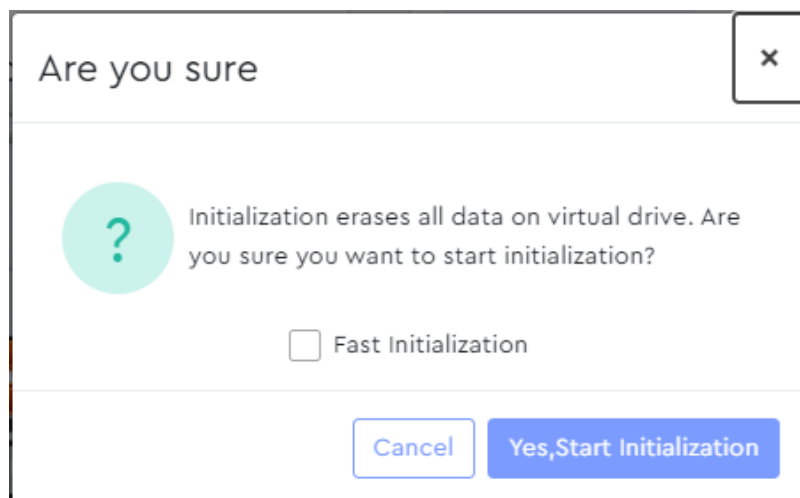 Are you sure
×
?
Initialization erases all data on virtual drive. Are
you sure you want to start initialization?
Fast Initialization
Cancel
Yes,Start Initialization